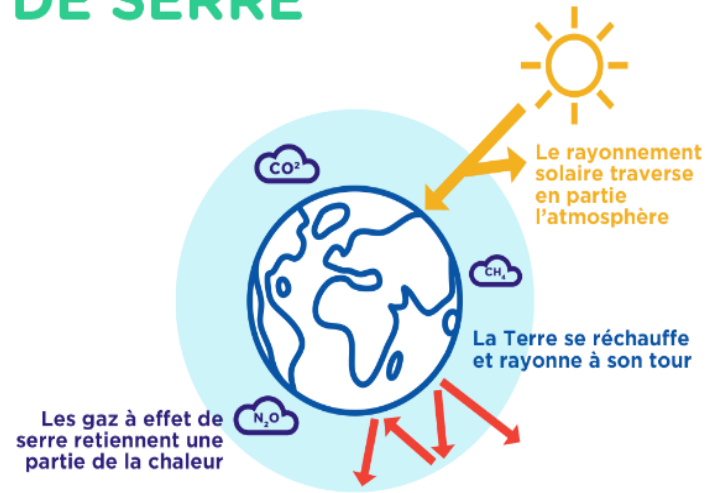 DE SERRE
CO²
Le rayonnement
solaire traverse
en partie
l'atmosphère
CH₄
La Terre se réchauffe
et rayonne à son tour
Les gaz à effet de
serre retiennent une
partie de la chaleur
N₂O